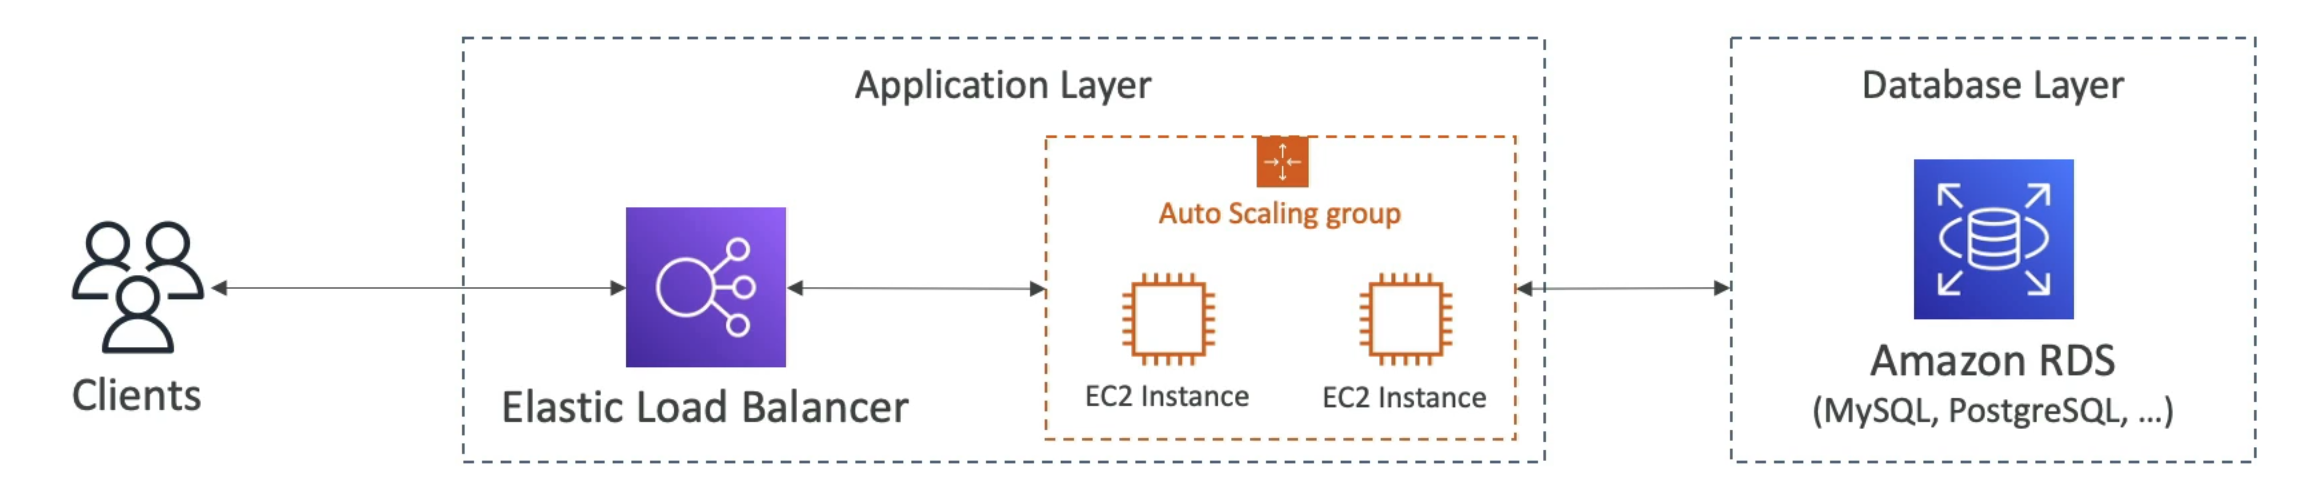 Application Layer
Database Layer
Auto Scaling group
Clients
Elastic Load Balancer
EC2 Instance
EC2 Instance
Amazon RDS
(MySQL, PostgreSQL, ...)